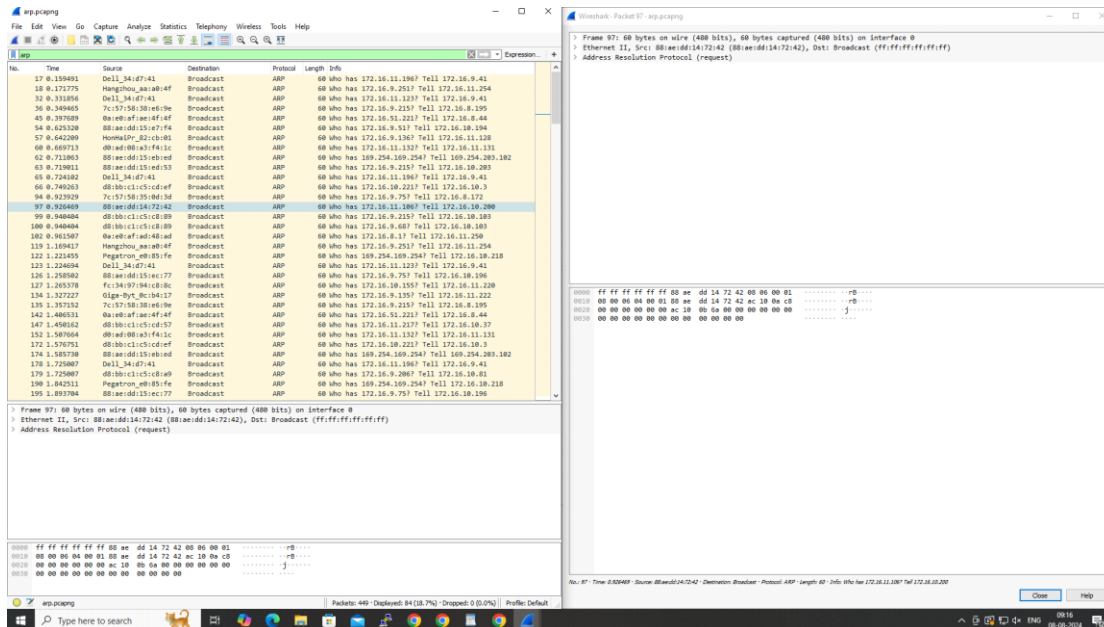 arp.pcapng
File Edit View Go Capture Analyze Statistics Telephony Wireless Tools Help
arp
Expression... +
No. Time Source Destination Protocol Length Info
17 0.159491 Dell_34:d7:41 Broadcast ARP 60 Who has 172.16.11.196? Tell 172.16.9.41
18 0.171775 Hangzhou_aa:a0:4f Broadcast ARP 60 Who has 172.16.9.251? Tell 172.16.11.254
32 0.331856 Dell_34:d7:41 Broadcast ARP 60 Who has 172.16.11.123? Tell 172.16.9.41
36 0.349465 7c:57:58:38:e6:9e Broadcast ARP 60 Who has 172.16.9.215? Tell 172.16.8.195
45 0.397689 0a:e0:af:ae:4f:4f Broadcast ARP 60 Who has 172.16.51.221? Tell 172.16.8.44
54 0.625320 88:ae:dd:15:e7:f4 Broadcast ARP 60 Who has 172.16.9.51? Tell 172.16.10.194
57 0.642209 HonHaiPr_82:cb:01 Broadcast ARP 60 Who has 172.16.9.136? Tell 172.16.11.128
60 0.669713 d0:ad:08:a3:f4:1c Broadcast ARP 60 Who has 172.16.11.132? Tell 172.16.11.131
62 0.711063 88:ae:dd:15:eb:ed Broadcast ARP 60 Who has 169.254.169.254? Tell 169.254.203.102
63 0.719011 88:ae:dd:15:ed:53 Broadcast ARP 60 Who has 172.16.9.215? Tell 172.16.10.203
65 0.724102 Dell_34:d7:41 Broadcast ARP 60 Who has 172.16.11.196? Tell 172.16.9.41
66 0.749263 d8:bb:c1:c5:cd:ef Broadcast ARP 60 Who has 172.16.10.221? Tell 172.16.10.3
94 0.923929 7c:57:58:35:0d:3d Broadcast ARP 60 Who has 172.16.9.75? Tell 172.16.8.172
97 0.926469 88:ae:dd:14:72:42 Broadcast ARP 60 Who has 172.16.11.106? Tell 172.16.10.200
99 0.940404 d8:bb:c1:c5:c8:89 Broadcast ARP 60 Who has 172.16.9.215? Tell 172.16.10.103
100 0.940404 d8:bb:c1:c5:c8:89 Broadcast ARP 60 Who has 172.16.9.68? Tell 172.16.10.103
102 0.961507 0a:e0:af:ad:48:ad Broadcast ARP 60 Who has 172.16.8.1? Tell 172.16.11.250
119 1.169417 Hangzhou_aa:a0:4f Broadcast ARP 60 Who has 172.16.9.251? Tell 172.16.11.254
122 1.221455 Pegatron_e0:85:fe Broadcast ARP 60 Who has 169.254.169.254? Tell 172.16.10.218
123 1.224694 Dell_34:d7:41 Broadcast ARP 60 Who has 172.16.11.123? Tell 172.16.9.41
126 1.258502 88:ae:dd:15:ec:77 Broadcast ARP 60 Who has 172.16.9.75? Tell 172.16.10.196
127 1.265378 fc:34:97:94:c8:8c Broadcast ARP 60 Who has 172.16.10.155? Tell 172.16.11.220
134 1.327227 Giga-Byt_0c:b4:17 Broadcast ARP 60 Who has 172.16.9.135? Tell 172.16.11.222
135 1.357152 7c:57:58:38:e6:9e Broadcast ARP 60 Who has 172.16.9.215? Tell 172.16.8.195
142 1.406531 0a:e0:af:ae:4f:4f Broadcast ARP 60 Who has 172.16.51.221? Tell 172.16.8.44
147 1.450162 d8:bb:c1:c5:cd:57 Broadcast ARP 60 Who has 172.16.11.217? Tell 172.16.10.37
152 1.507664 d0:ad:08:a3:f4:1c Broadcast ARP 60 Who has 172.16.11.132? Tell 172.16.11.131
162 1.576751 d8:bb:c1:c5:cd:ef Broadcast ARP 60 Who has 172.16.10.221? Tell 172.16.10.3
174 1.585730 88:ae:dd:15:eb:ed Broadcast ARP 60 Who has 169.254.169.254? Tell 169.254.203.102
178 1.725007 Dell_34:d7:41 Broadcast ARP 60 Who has 172.16.11.196? Tell 172.16.9.41
179 1.725007 d8:bb:c1:c5:c8:a9 Broadcast ARP 60 Who has 172.16.9.206? Tell 172.16.10.81
190 1.842511 Pegatron_e0:85:fe Broadcast ARP 60 Who has 169.254.169.254? Tell 172.16.10.218
195 1.893704 88:ae:dd:15:ec:77 Broadcast ARP 60 Who has 172.16.9.75? Tell 172.16.10.196
> Frame 97: 60 bytes on wire (480 bits), 60 bytes captured (480 bits) on interface 0
> Ethernet II, Src: 88:ae:dd:14:72:42 (88:ae:dd:14:72:42), Dst: Broadcast (ff:ff:ff:ff:ff:ff)
> Address Resolution Protocol (request)
0000 ff ff ff ff ff ff 88 ae dd 14 72 42 08 06 00 01 ········ ··rB····
0010 08 00 06 04 00 01 88 ae dd 14 72 42 ac 10 0a c8 ········ ··rB····
0020 00 00 00 00 00 00 ac 10 0b 6a 00 00 00 00 00 00 ········ ·j······
0030 00 00 00 00 00 00 00 00 00 00 00 00 ········ ····
arp.pcapng
Packets: 449 · Displayed: 84 (18.7%) · Dropped: 0 (0.0%)
Profile: Default
Wireshark · Packet 97 · arp.pcapng
> Frame 97: 60 bytes on wire (480 bits), 60 bytes captured (480 bits) on interface 0
> Ethernet II, Src: 88:ae:dd:14:72:42 (88:ae:dd:14:72:42), Dst: Broadcast (ff:ff:ff:ff:ff:ff)
> Address Resolution Protocol (request)
0000 ff ff ff ff ff ff 88 ae dd 14 72 42 08 06 00 01 ········ ··rB····
0010 08 00 06 04 00 01 88 ae dd 14 72 42 ac 10 0a c8 ········ ··rB····
0020 00 00 00 00 00 00 ac 10 0b 6a 00 00 00 00 00 00 ········ ·j······
0030 00 00 00 00 00 00 00 00 00 00 00 00 ········ ····
No.: 97 · Time: 0.926469 · Source: 88:ae:dd:14:72:42 · Destination: Broadcast · Protocol: ARP · Length: 60 · Info: Who has 172.16.11.106? Tell 172.16.10.200
Close Help
Type here to search
ENG
09:16
08-08-2024